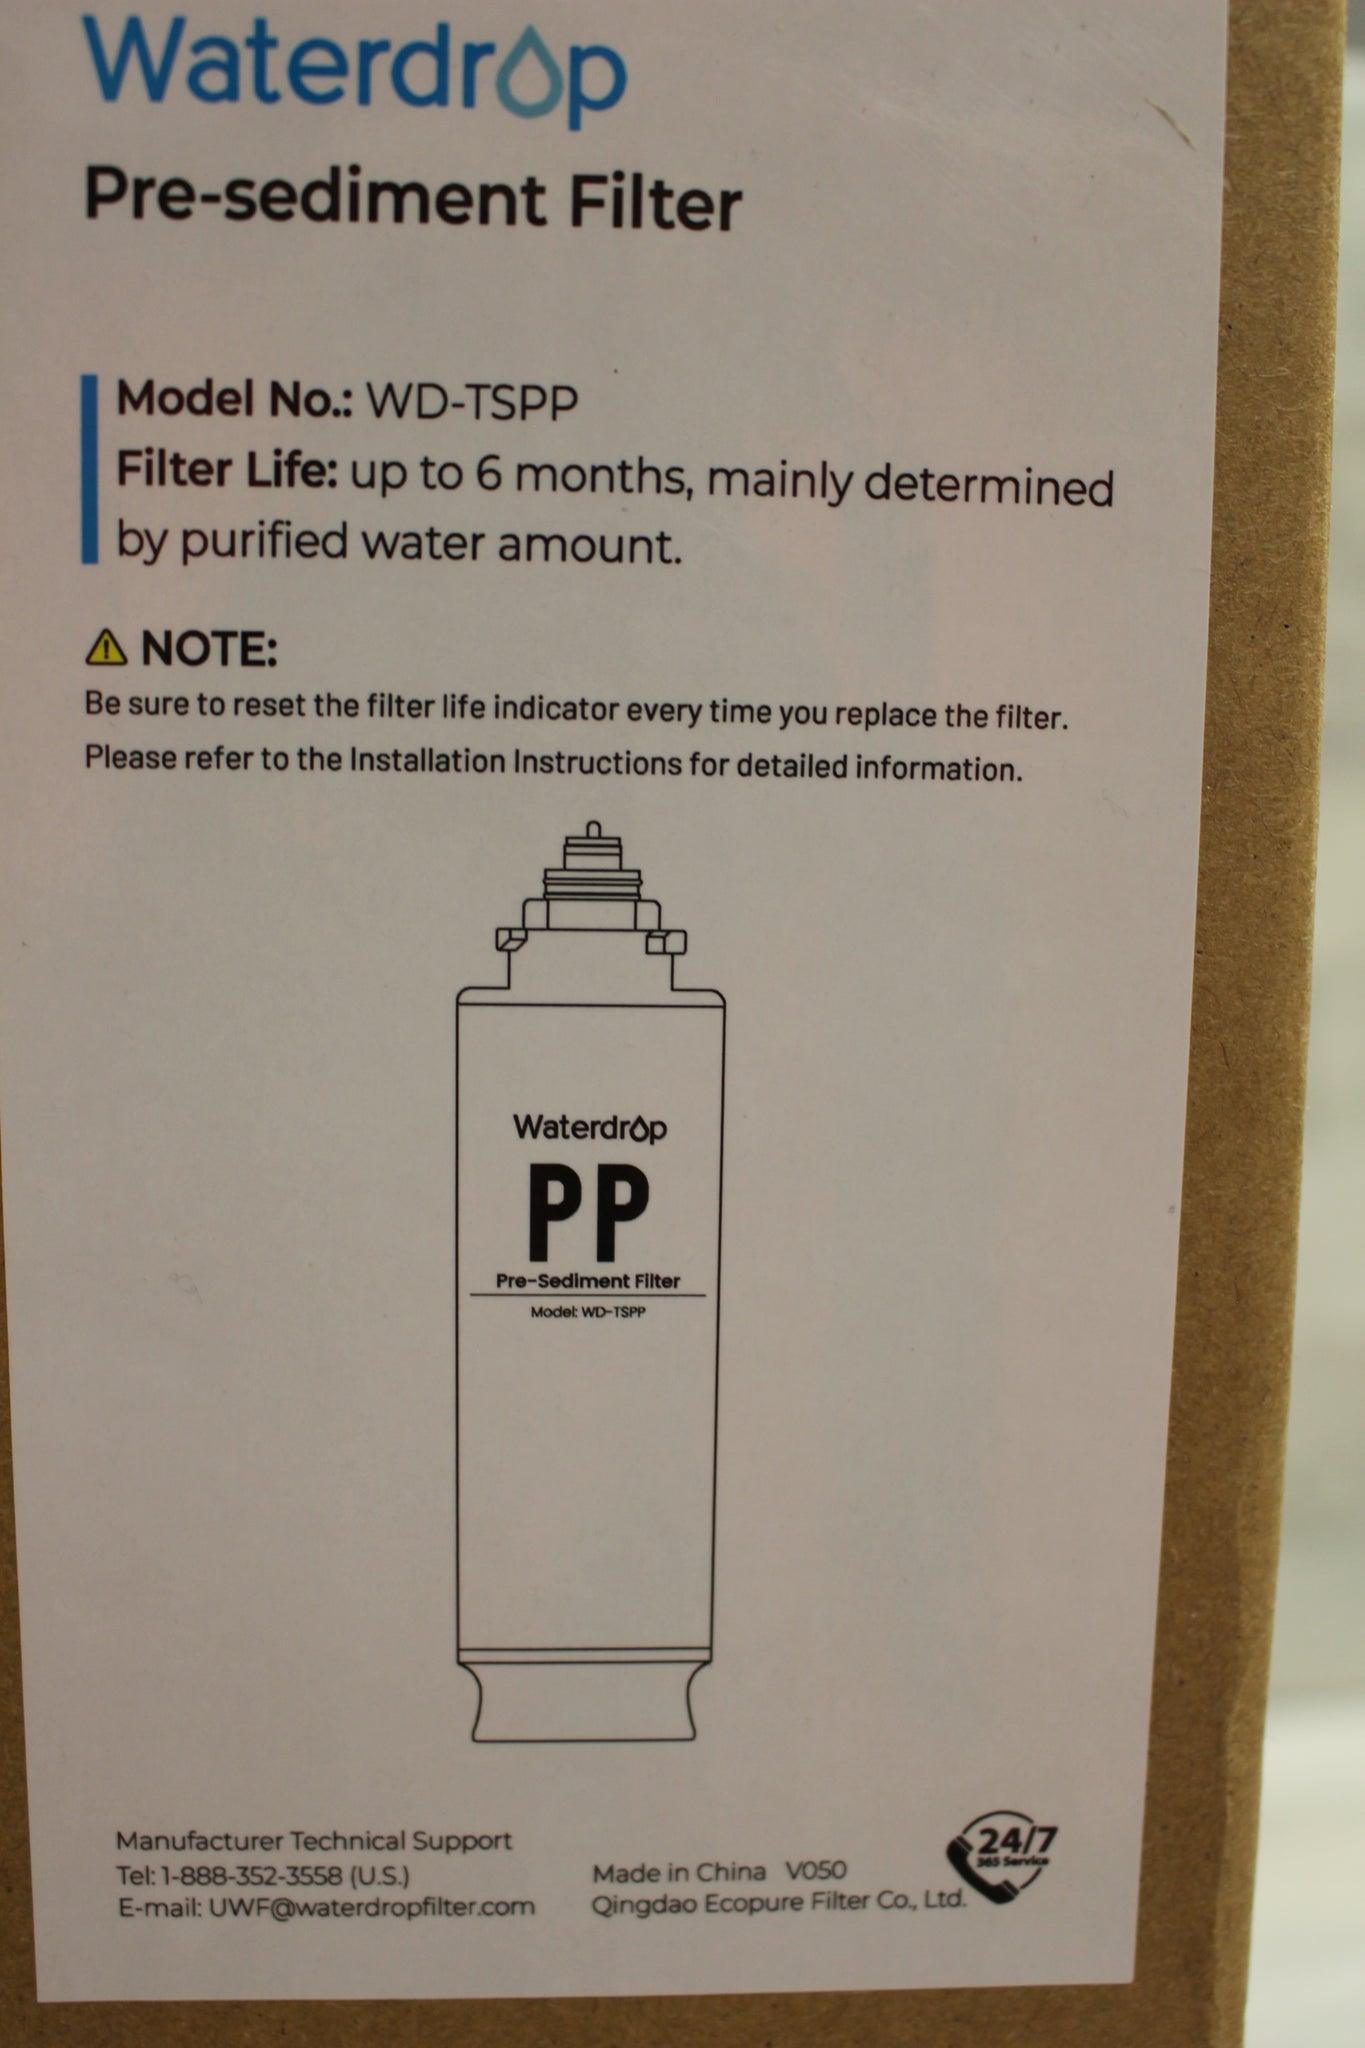 Waterdrop
Pre-sediment Filter
Model No.: WD-TSPP
Filter Life: up to 6 months, mainly determined
by purified water amount.
NOTE:
Be sure to reset the filter life indicator every time you replace the filter.
Please refer to the Installation Instructions for detailed information.
Waterdrop
PP
Pre-Sediment Filter
Model: WD-TSPP
Manufacturer Technical Support
Tel: 1-888-352-3558 (U.S.)
E-mail: UWF@waterdropfilter.com
Made in China V050
Qingdao Ecopure Filter Co., Ltd.
24/7
365 Service